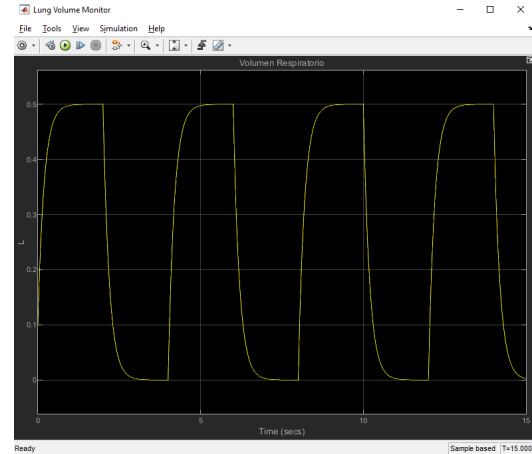 Lung Volume Monitor
File Tools View Simulation Help
Volumen Respiratorio
0.5
0.4
0.3
L
0.2
0.1
0
0 5 10 15
Time (secs)
Ready Sample based T=15.000